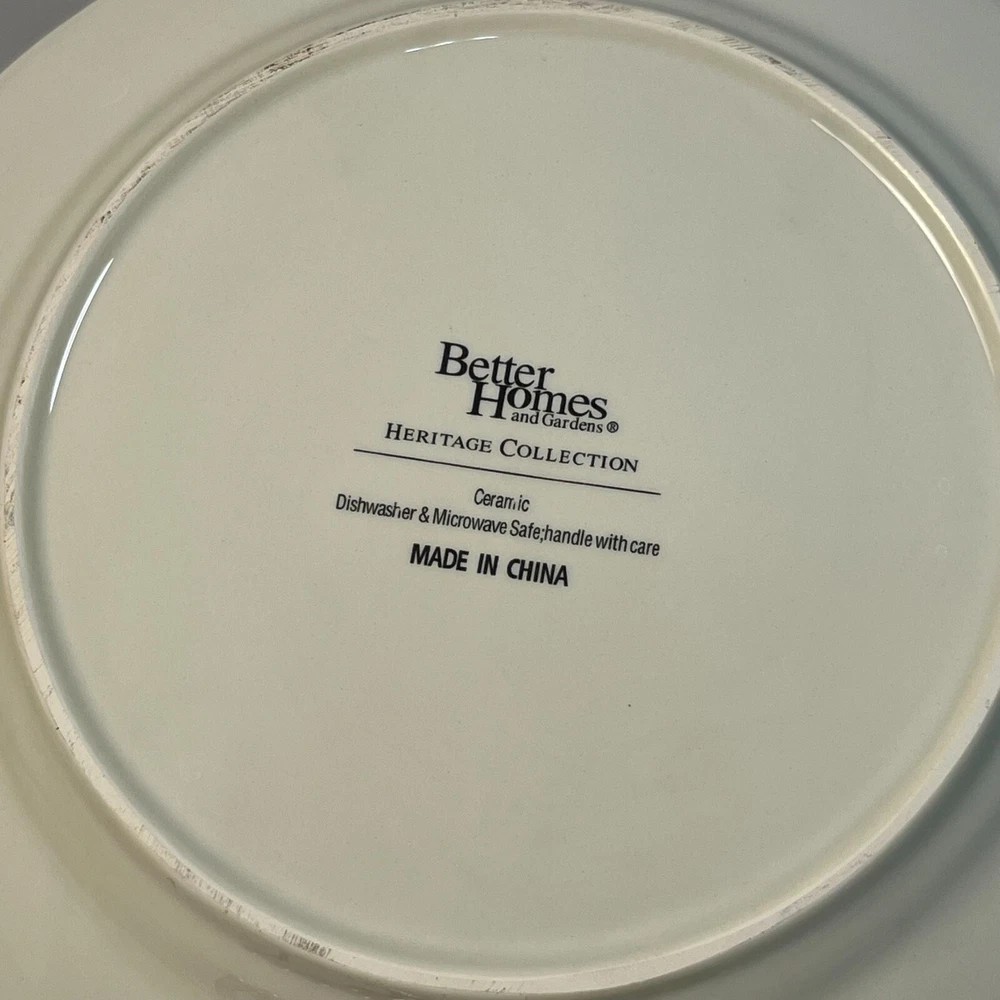 Better
Homes
and Gardens®
HERITAGE COLLECTION
Ceramic
Dishwasher & Microwave Safe;handle with care
MADE IN CHINA